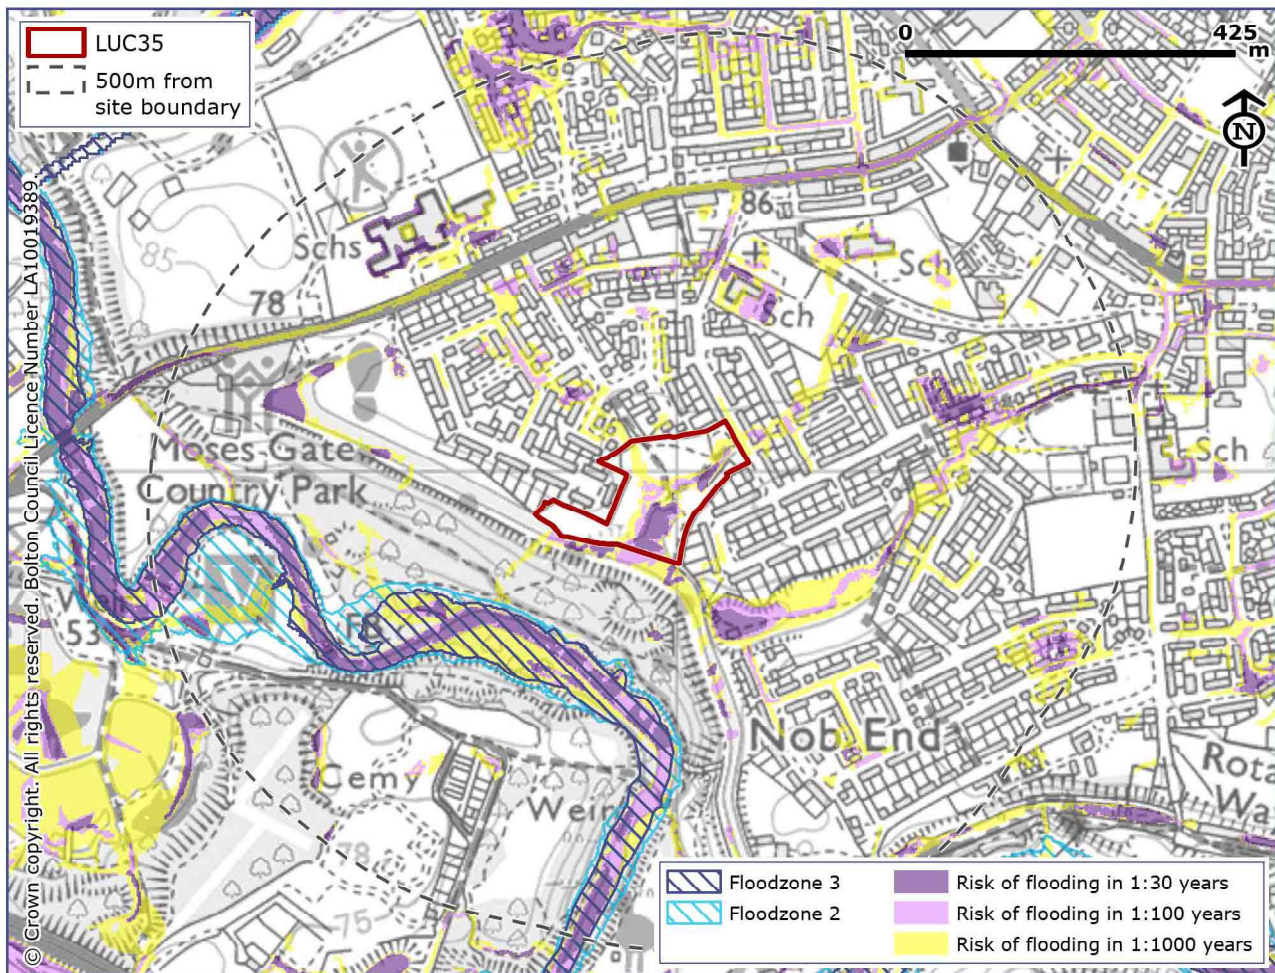 LUC35
500m from
site boundary
0 425
m
N
© Crown copyright. All rights reserved. Bolton Council Licence Number LA10019389
86
Schs
85
78
Sch
Moses Gate
Country Park
Sch
53
FB
Nob End
Cemy
Weir
78
75
Floodzone 3
Floodzone 2
Risk of flooding in 1:30 years
Risk of flooding in 1:100 years
Risk of flooding in 1:1000 years